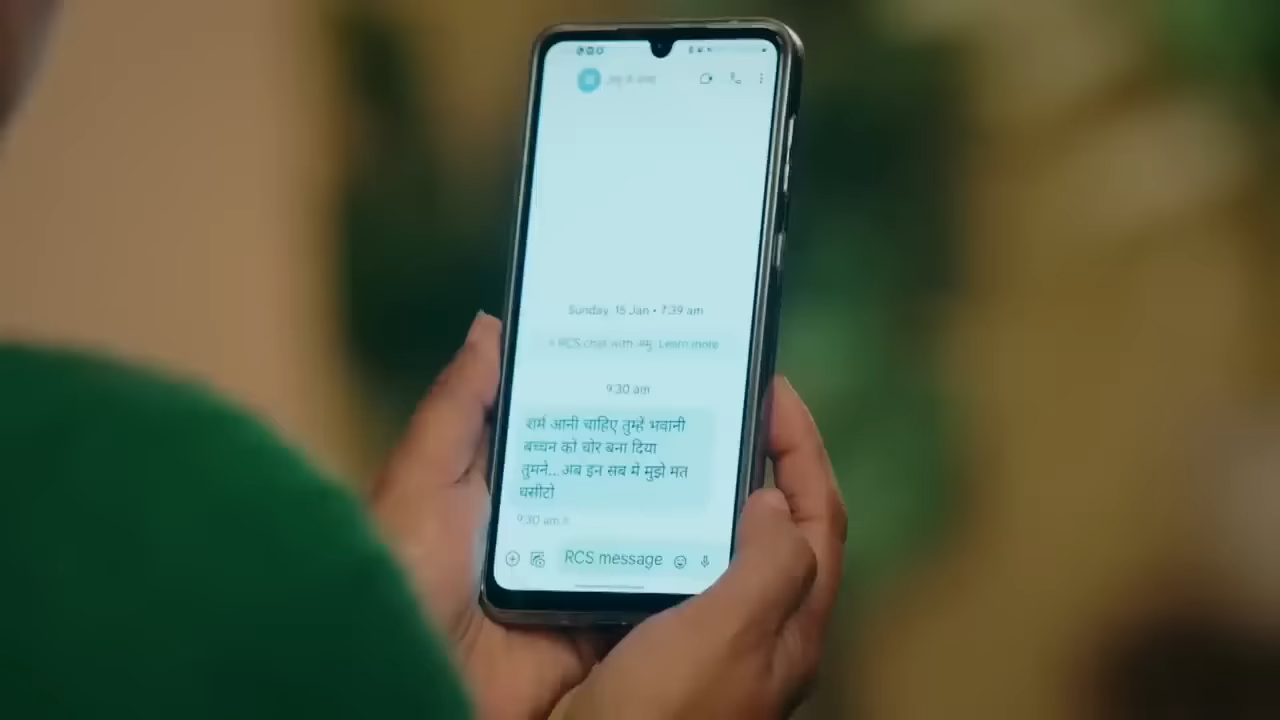 Sunday, 15 Jan • 7:39 am
RCS chat with अमु. Learn more
9:30 am
शर्म आनी चाहिए तुम्हें भवानी
बच्चन को चोर बना दिया
तुमने.. अब इन सब मे मुझे मत
घसीटो
9:30 am
RCS message